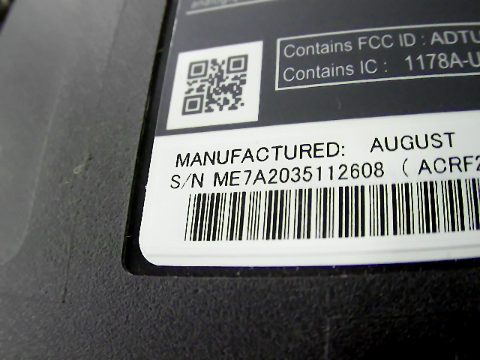 Contains FCC ID : ADTU
Contains IC : 1178A-U
MANUFACTURED: AUGUST
S/N ME7A2035112608 ( ACRF2